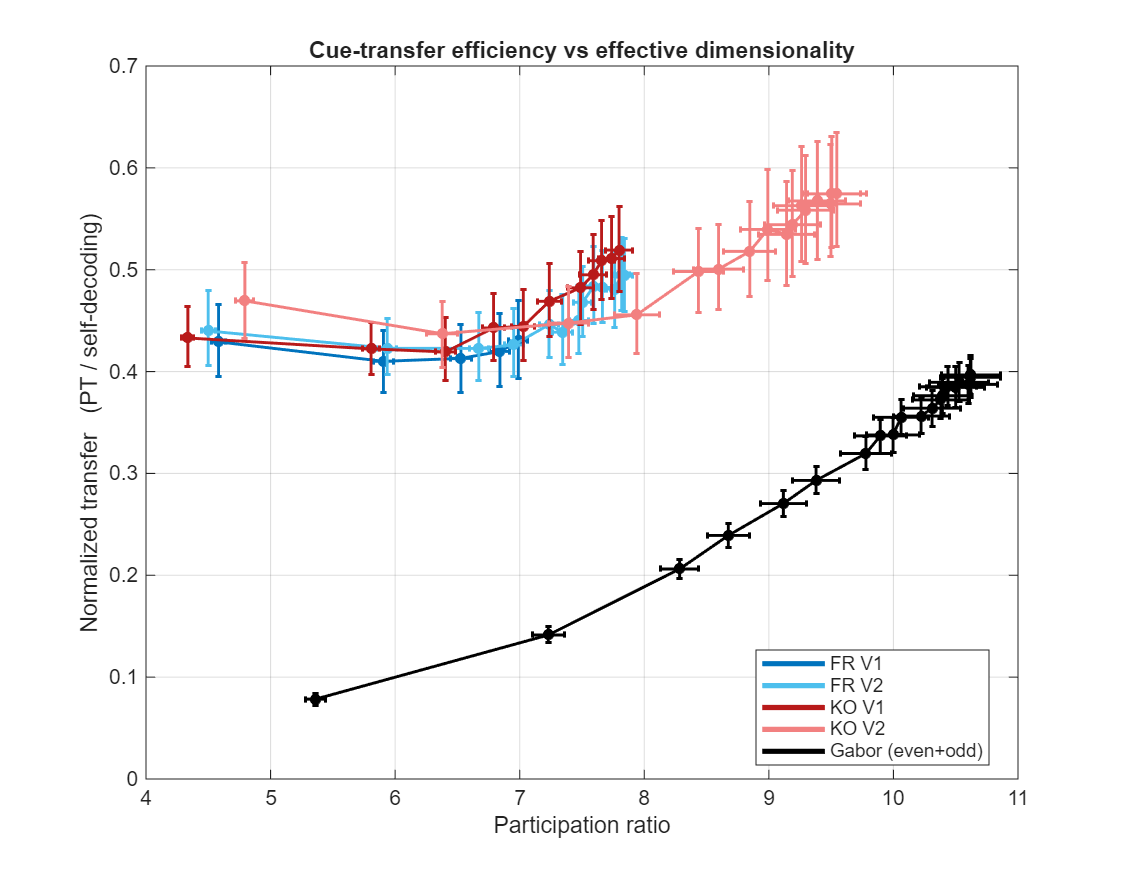 Cue-transfer efficiency vs effective dimensionality
0.7
0.6
0.5
0.4
0.3
0.2
0.1
0
Normalized transfer (PT / self-decoding)
FR V1
FR V2
KO V1
KO V2
Gabor (even+odd)
4 5 6 7 8 9 10 11
Participation ratio